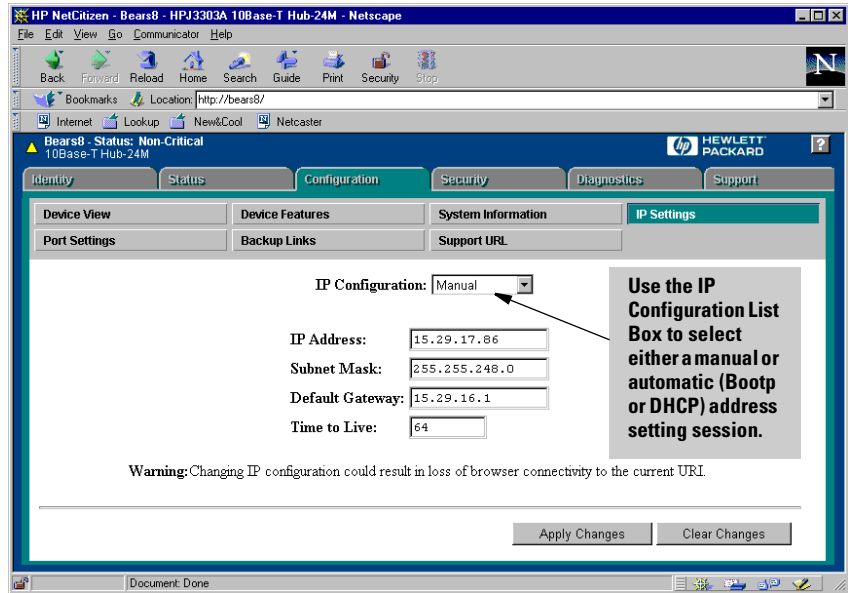 HP NetCitizen - Bears8 - HPJ3303A 10Base-T Hub-24M - Netscape
File Edit View Go Communicator Help
Back Forward Reload Home Search Guide Print Security Stop
N
Bookmarks Location: http://bears8/
Internet Lookup New&Cool Netcaster
Bears8 - Status: Non-Critical
10Base-T Hub-24M
hp HEWLETT
PACKARD
?
Identity Status Configuration Security Diagnostics Support
Device View Device Features System Information IP Settings
Port Settings Backup Links Support URL
IP Configuration: Manual
IP Address: 15.29.17.86
Subnet Mask: 255.255.248.0
Default Gateway: 15.29.16.1
Time to Live: 64
Use the IP
Configuration List
Box to select
either a manual or
automatic (Bootp
or DHCP) address
setting session.
Warning: Changing IP configuration could result in loss of browser connectivity to the current URI.
Apply Changes Clear Changes
Document: Done